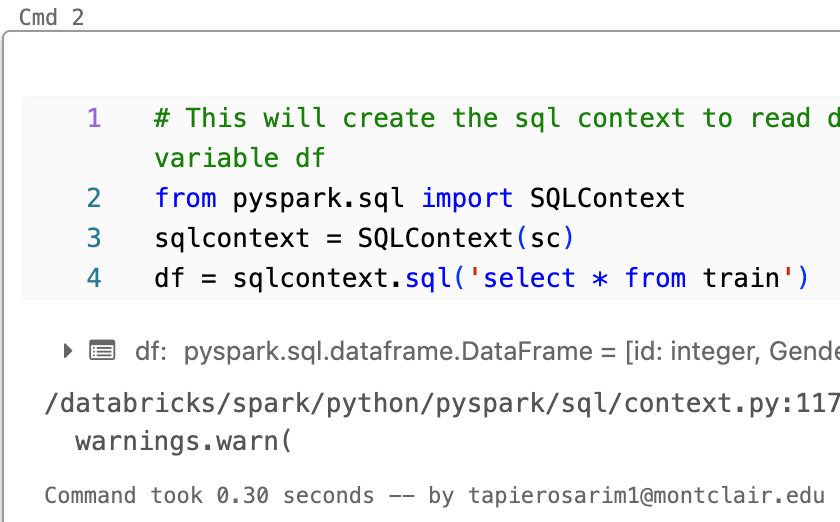 Cmd 2
1 # This will create the sql context to read
variable df
2 from pyspark.sql import SQLContext
3 sqlcontext = SQLContext(sc)
4 df = sqlcontext.sql('select * from train')
df: pyspark.sql.dataframe.DataFrame = [id: integer,
/databricks/spark/python/pyspark/sql/context.py:117
warnings.warn(
Command took 0.30 seconds -- by tapierosarim1@montclair.edu